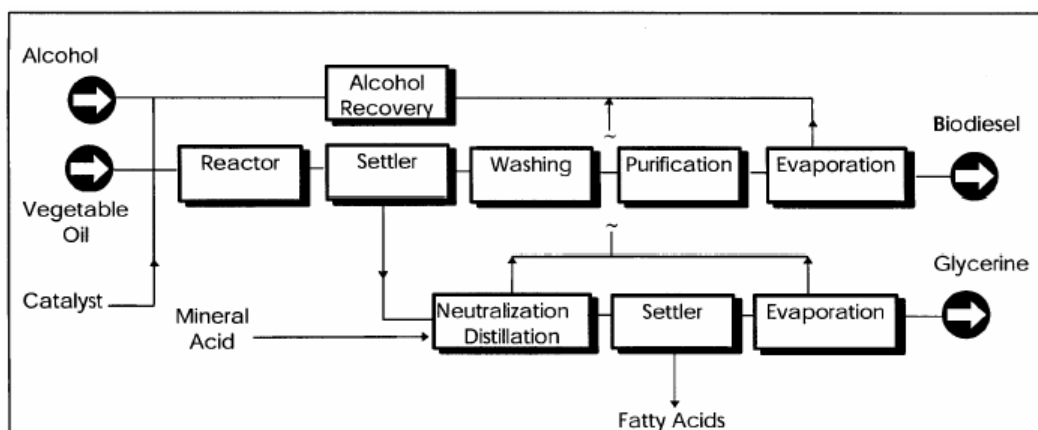 Alcohol
Alcohol
Recovery
Biodiesel
Reactor
Settler
Washing
Purification
Evaporation
Vegetable
Oil
~
~
Glycerine
Catalyst
Mineral
Acid
Neutralization
Distillation
Settler
Evaporation
Fatty Acids